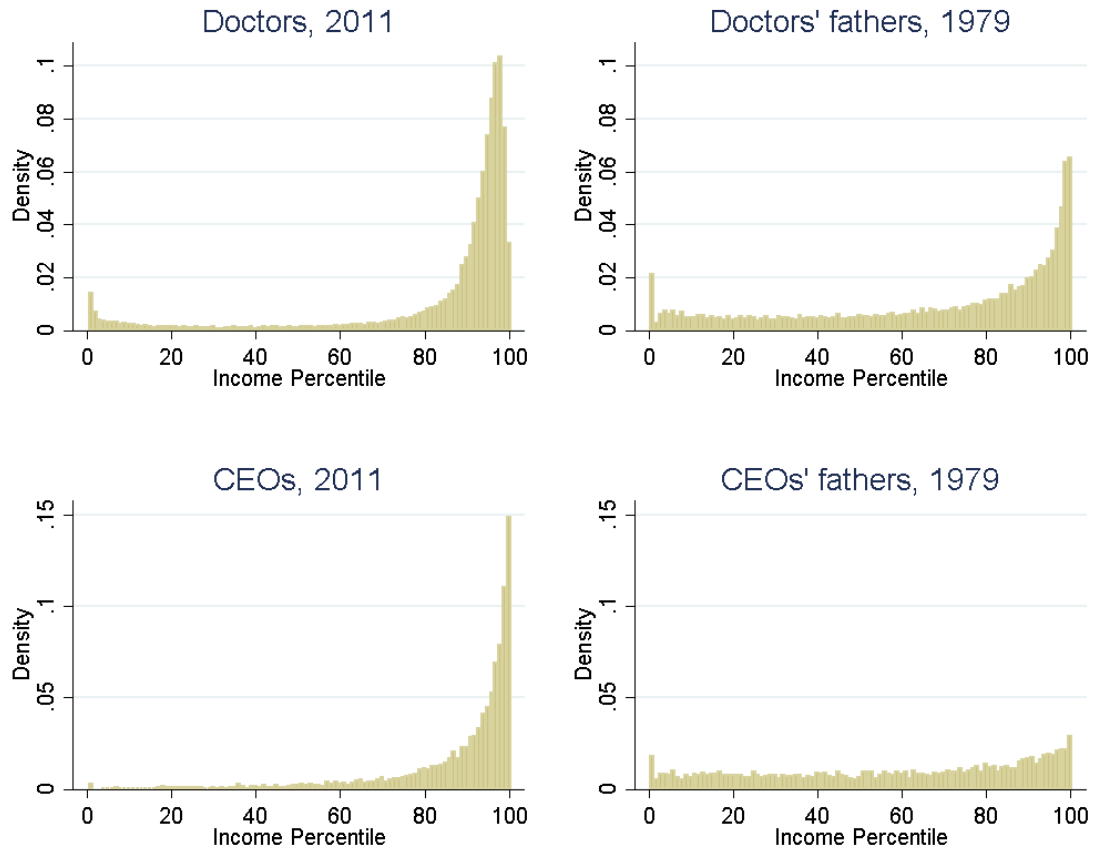 Doctors, 2011
Density
0 .02 .04 .06 .08 .1
0 20 40 60 80 100
Income Percentile
Doctors' fathers, 1979
Density
0 .02 .04 .06 .08 .1
0 20 40 60 80 100
Income Percentile
CEOs, 2011
Density
0 .05 .1 .15
0 20 40 60 80 100
Income Percentile
CEOs' fathers, 1979
Density
0 .05 .1 .15
0 20 40 60 80 100
Income Percentile